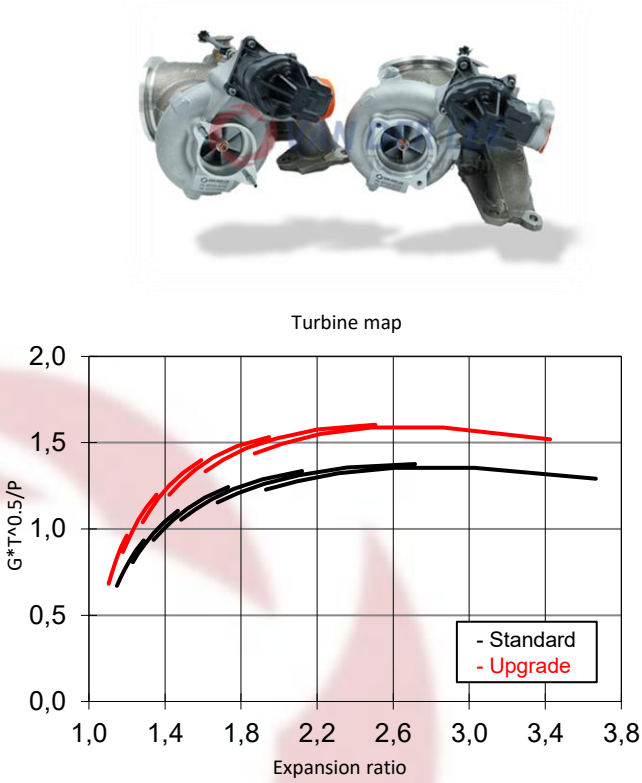 Turbine map
2,0
1,5
1,0
0,5
0,0
G*T^0.5/P
- Standard
- Upgrade
1,0 1,4 1,8 2,2 2,6 3,0 3,4 3,8
Expansion ratio